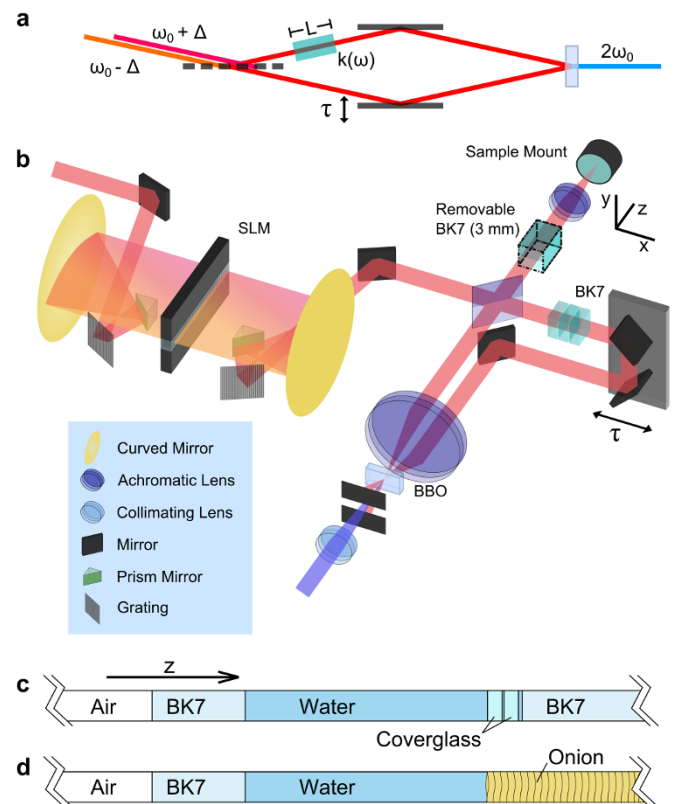 a
ω₀ + Δ
ω₀ - Δ
L
k(ω)
τ
2ω₀
b
SLM
Sample Mount
Removable
BK7 (3 mm)
y
z
x
BK7
τ
BBO
Curved Mirror
Achromatic Lens
Collimating Lens
Mirror
Prism Mirror
Grating
c
z
Air
BK7
Water
BK7
Coverglass
d
Onion
Air
BK7
Water